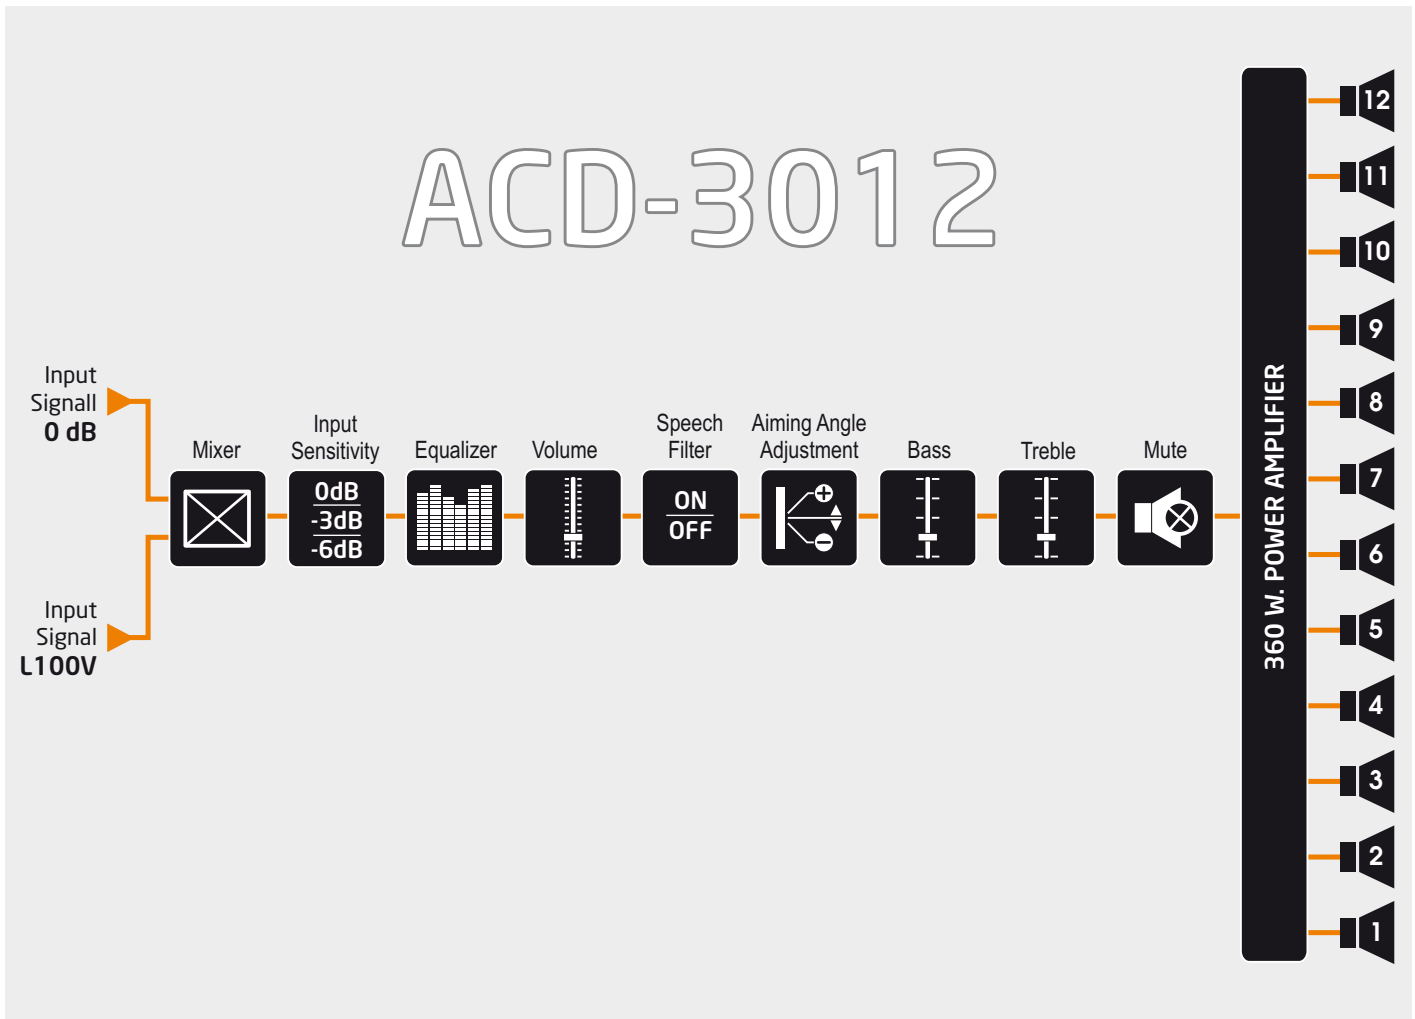 ACD-3012
Input
Signall
0 dB
Input
Signal
L100V
Mixer
Input
Sensitivity
0dB
-3dB
-6dB
Equalizer
Volume
Speech
Filter
ON
OFF
Aiming Angle
Adjustment
Bass
Treble
Mute
360 W. POWER AMPLIFIER
12
11
10
9
8
7
6
5
4
3
2
1